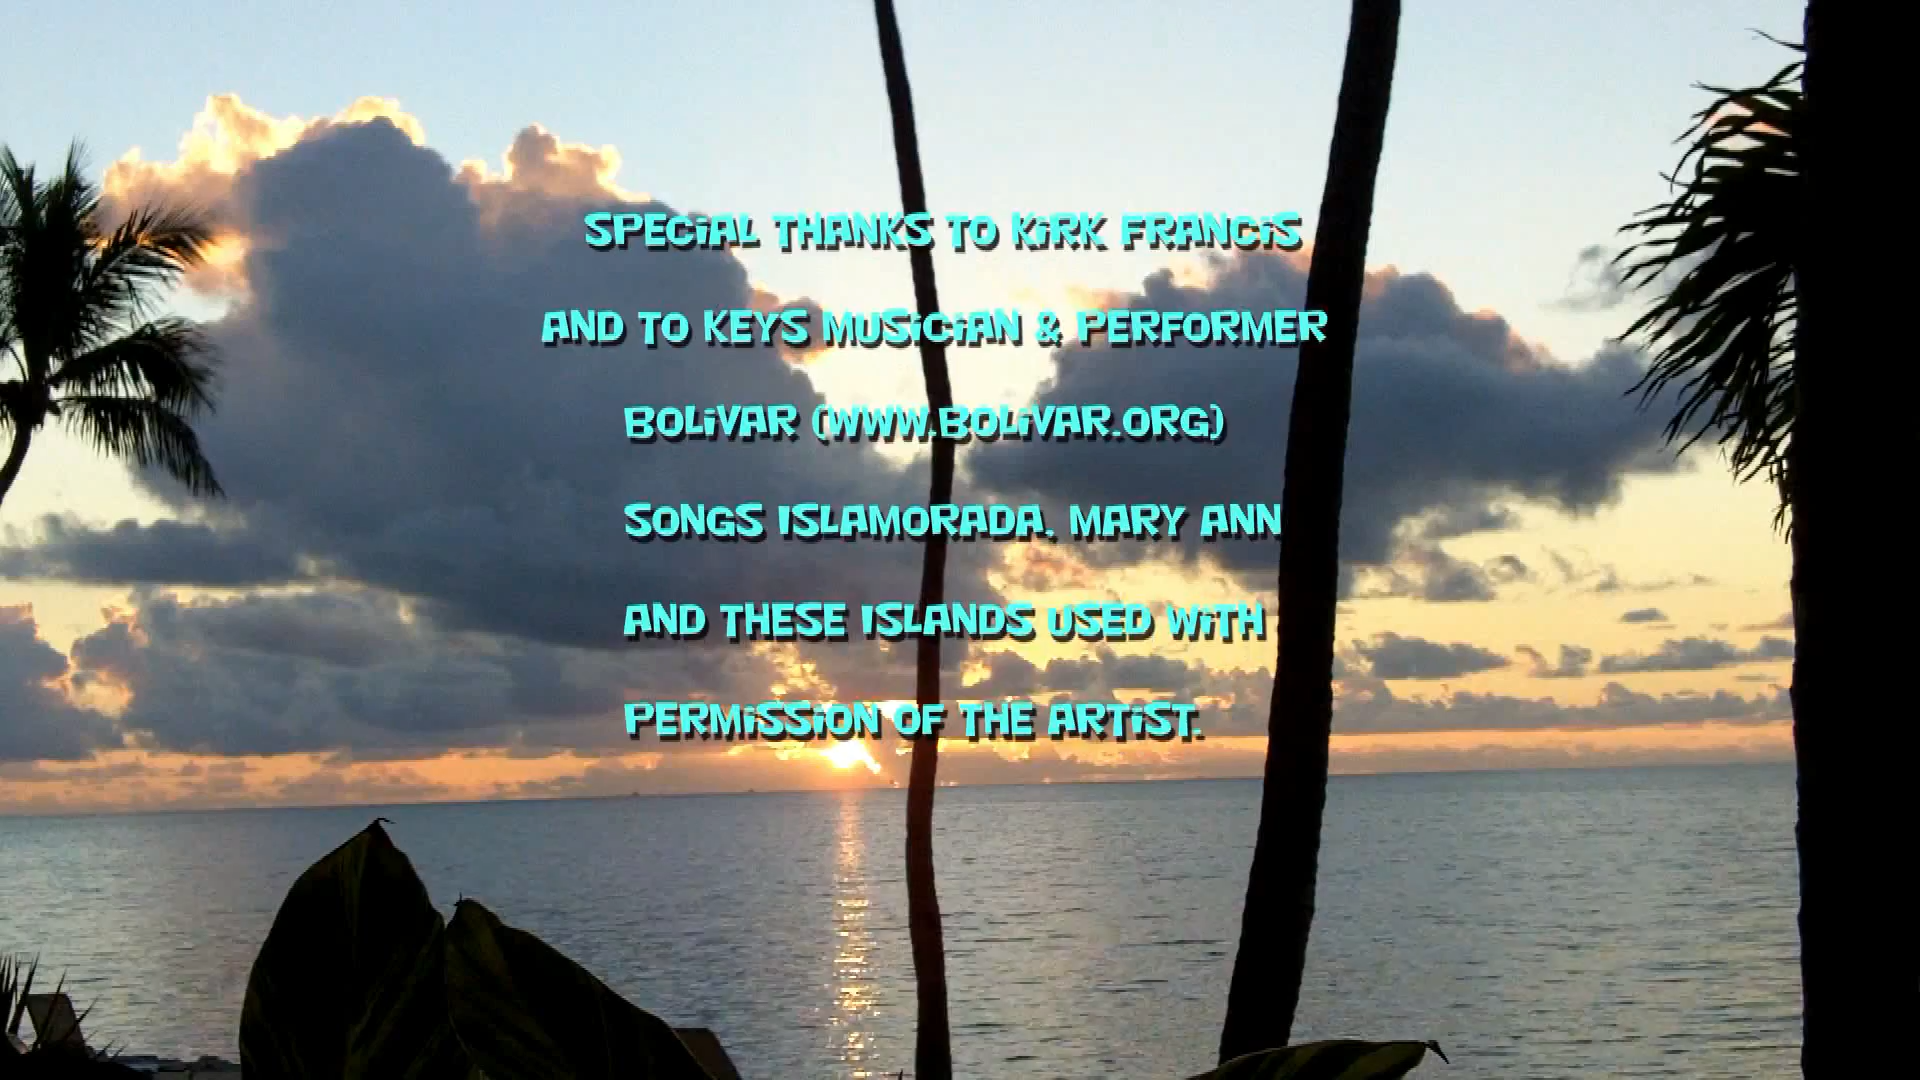 SPECIAL THANKS TO KIRK FRANCIS
AND TO KEYS MUSICIAN & PERFORMER
BOLIVAR (WWW.BOLIVAR.ORG)
SONGS ISLAMORADA, MARY ANN
AND THESE ISLANDS USED WITH
PERMISSION OF THE ARTIST.